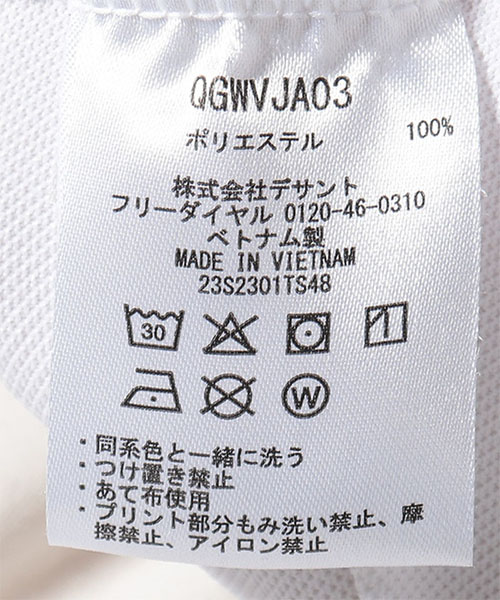 QGWVJA03
ポリエステル 100%
株式会社デサント
フリーダイヤル 0120-46-0310
ベトナム製
MADE IN VIETNAM
23S2301TS48
30
W
・同系色と一緒に洗う
・つけ置き禁止
・あて布使用
・プリント部分もみ洗い禁止、摩
擦禁止、アイロン禁止